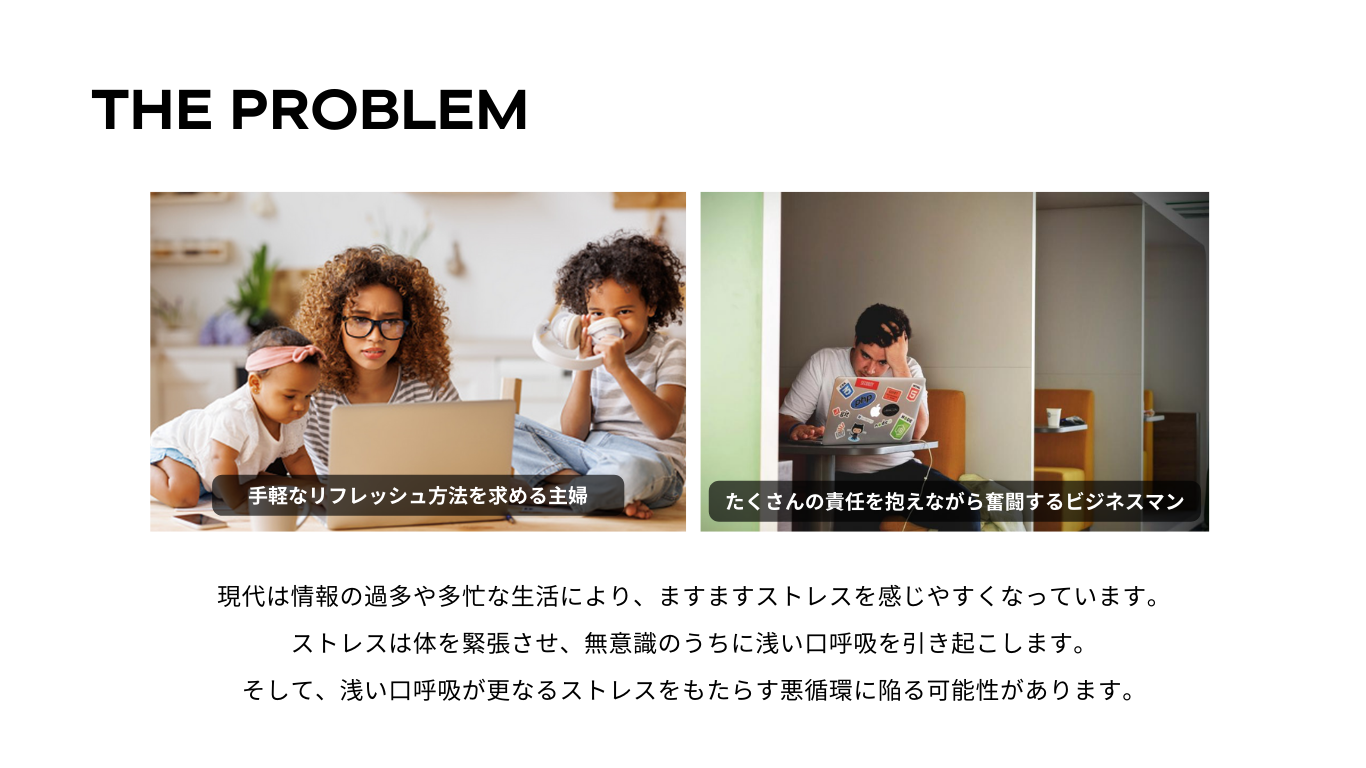 THE PROBLEM
手軽なリフレッシュ方法を求める主婦
php
たくさんの責任を抱えながら奮闘するビジネスマン
現代は情報の過多や多忙な生活により、ますますストレスを感じやすくなっています。
ストレスは体を緊張させ、無意識のうちに浅い口呼吸を引き起こします。
そして、浅い口呼吸が更なるストレスをもたらす悪循環に陥る可能性があります。